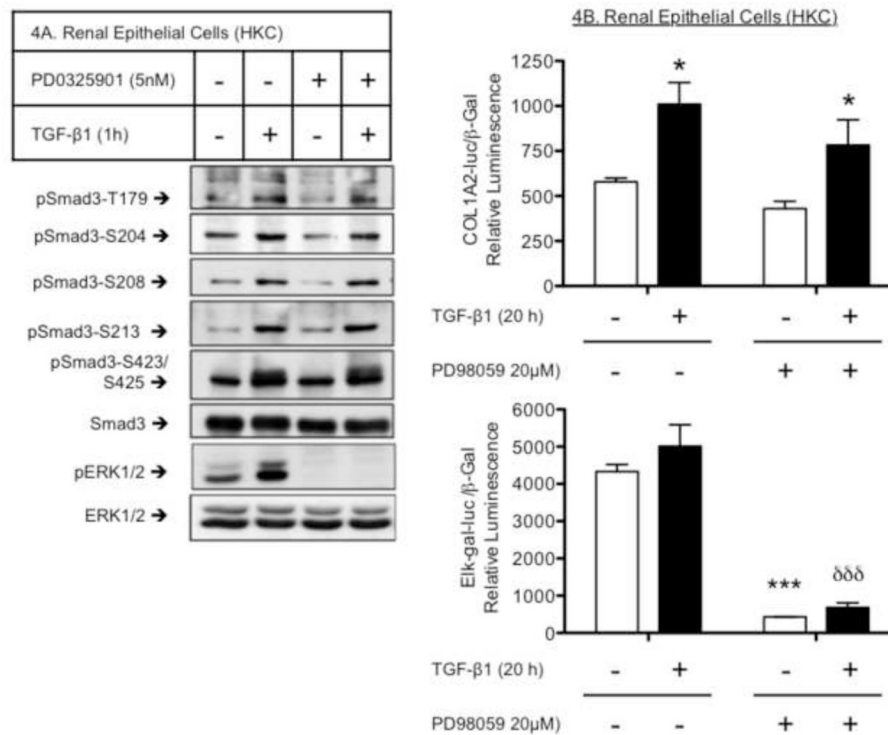 4A. Renal Epithelial Cells (HKC)
PD0325901 (5nM) - - + +
TGF-β1 (1h) - + - +
pSmad3-T179 →
pSmad3-S204 →
pSmad3-S208 →
pSmad3-S213 →
pSmad3-S423/
S425 →
Smad3 →
pERK1/2 →
ERK1/2 →
4B. Renal Epithelial Cells (HKC)
COL1A2-luc/β-Gal
Relative Luminescence
1250
1000
750
500
250
0
* *
TGF-β1 (20 h) - + - +
PD98059 20μM) - - + +
Elk-gal-luc /β-Gal
Relative Luminescence
6000
5000
4000
3000
2000
1000
0
*** δδδ
TGF-β1 (20 h) - + - +
PD98059 20μM) - - + +